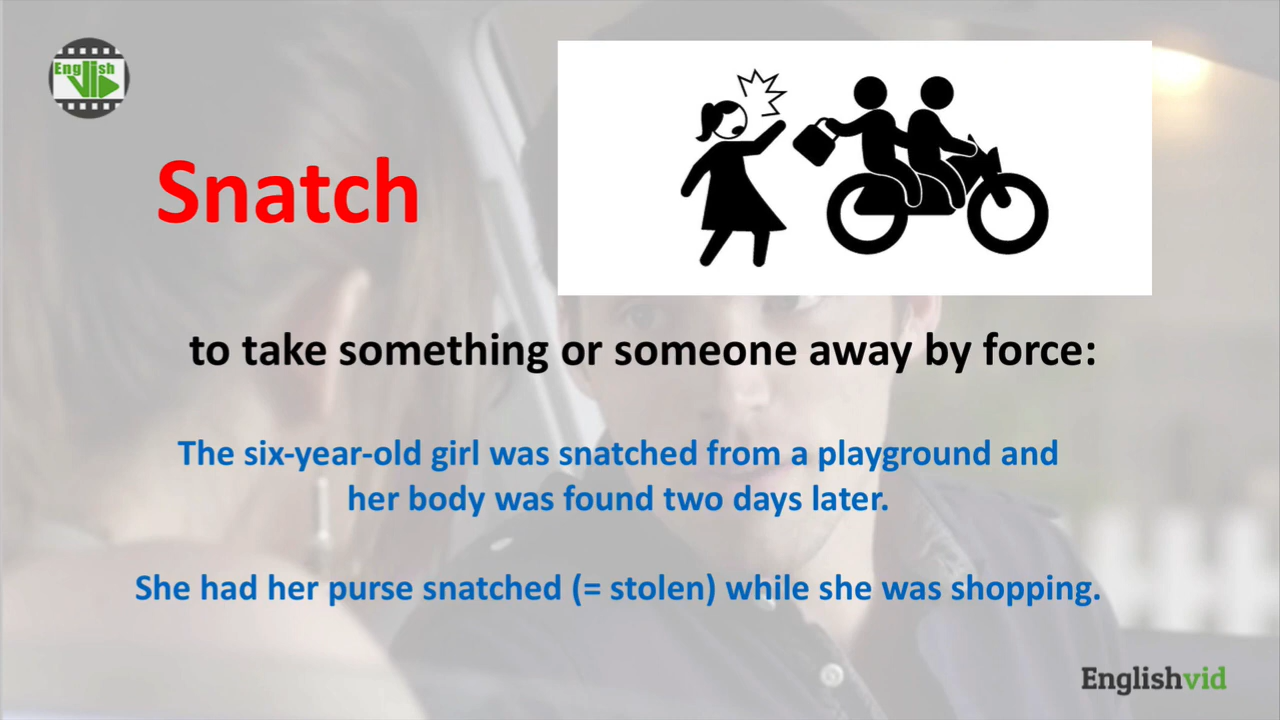 English
Vid
Snatch
to take something or someone away by force:
The six-year-old girl was snatched from a playground and
her body was found two days later.
She had her purse snatched (= stolen) while she was shopping.
Englishvid